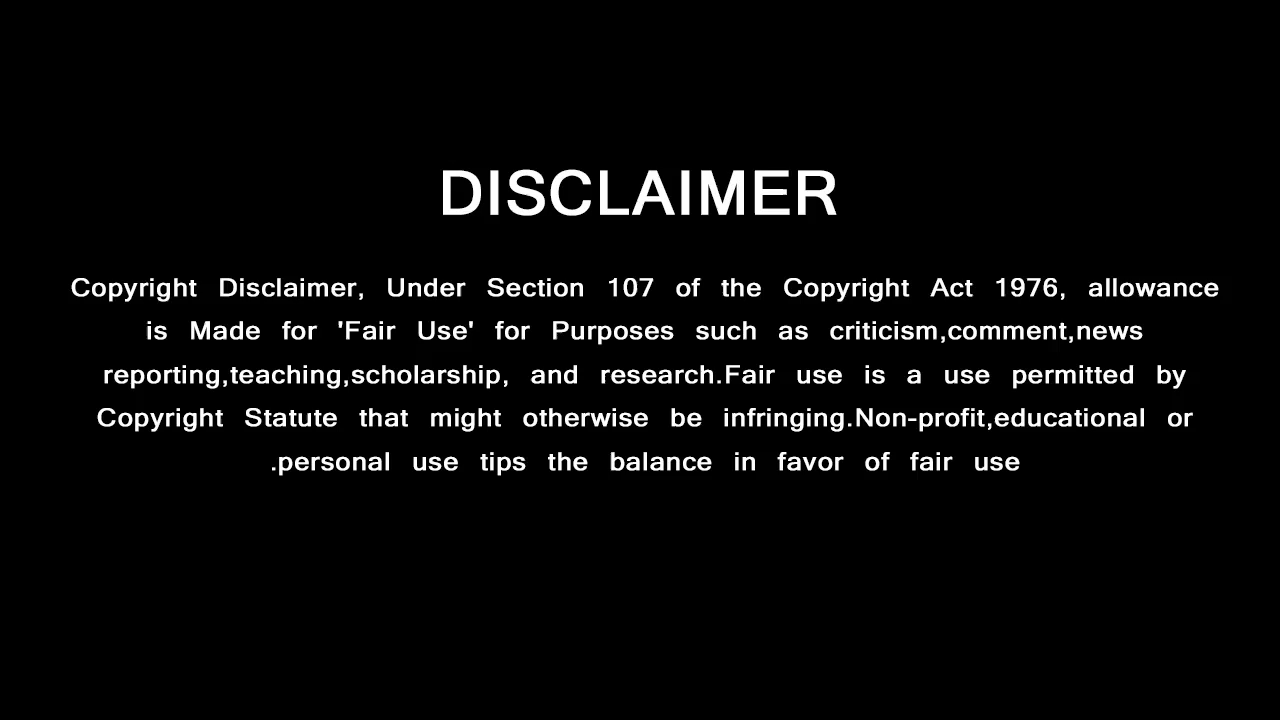 DISCLAIMER
Copyright Disclaimer, Under Section 107 of the Copyright Act 1976, allowance
is Made for 'Fair Use' for Purposes such as criticism,comment,news
reporting,teaching,scholarship, and research.Fair use is a use permitted by
Copyright Statute that might otherwise be infringing.Non-profit,educational or
.personal use tips the balance in favor of fair use